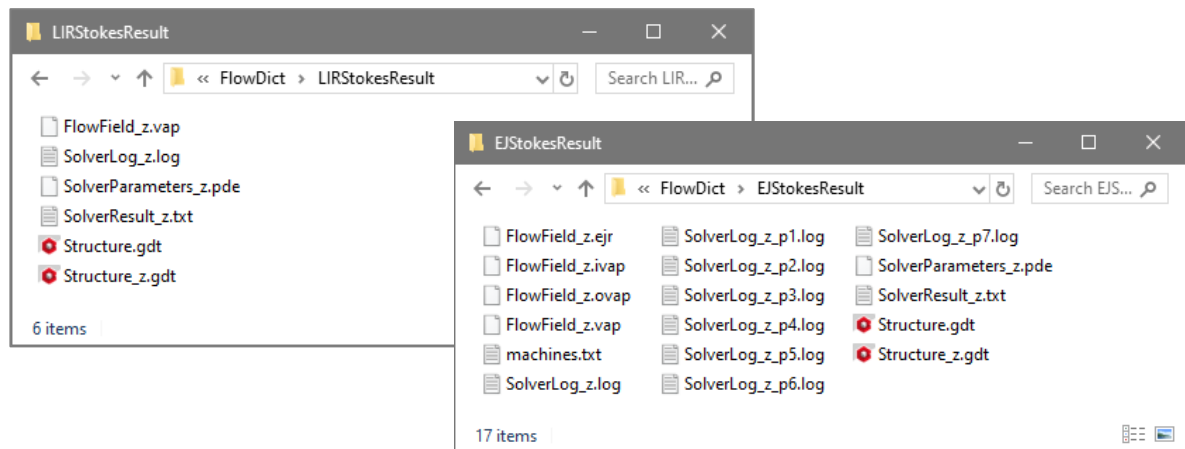 LIRStokesResult
« FlowDict > LIRStokesResult
Search LIR...
FlowField_z.vap
SolverLog_z.log
SolverParameters_z.pde
SolverResult_z.txt
Structure.gdt
Structure_z.gdt
6 items
EJStokesResult
« FlowDict > EJStokesResult
Search EJS...
FlowField_z.ejr SolverLog_z_p1.log SolverLog_z_p7.log
FlowField_z.ivap SolverLog_z_p2.log SolverParameters_z.pde
FlowField_z.ovap SolverLog_z_p3.log SolverResult_z.txt
FlowField_z.vap SolverLog_z_p4.log Structure.gdt
machines.txt SolverLog_z_p5.log Structure_z.gdt
SolverLog_z.log SolverLog_z_p6.log
17 items